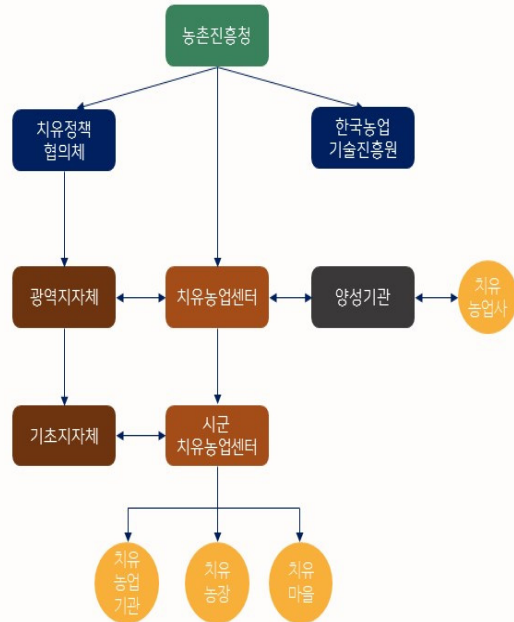 농촌진흥청
치유정책
협의체
한국농업
기술진흥원
광역지자체
치유농업센터
양성기관
치유
농업사
기초지자체
시군
치유농업센터
치유
농업
기관
치유
농장
치유
마을